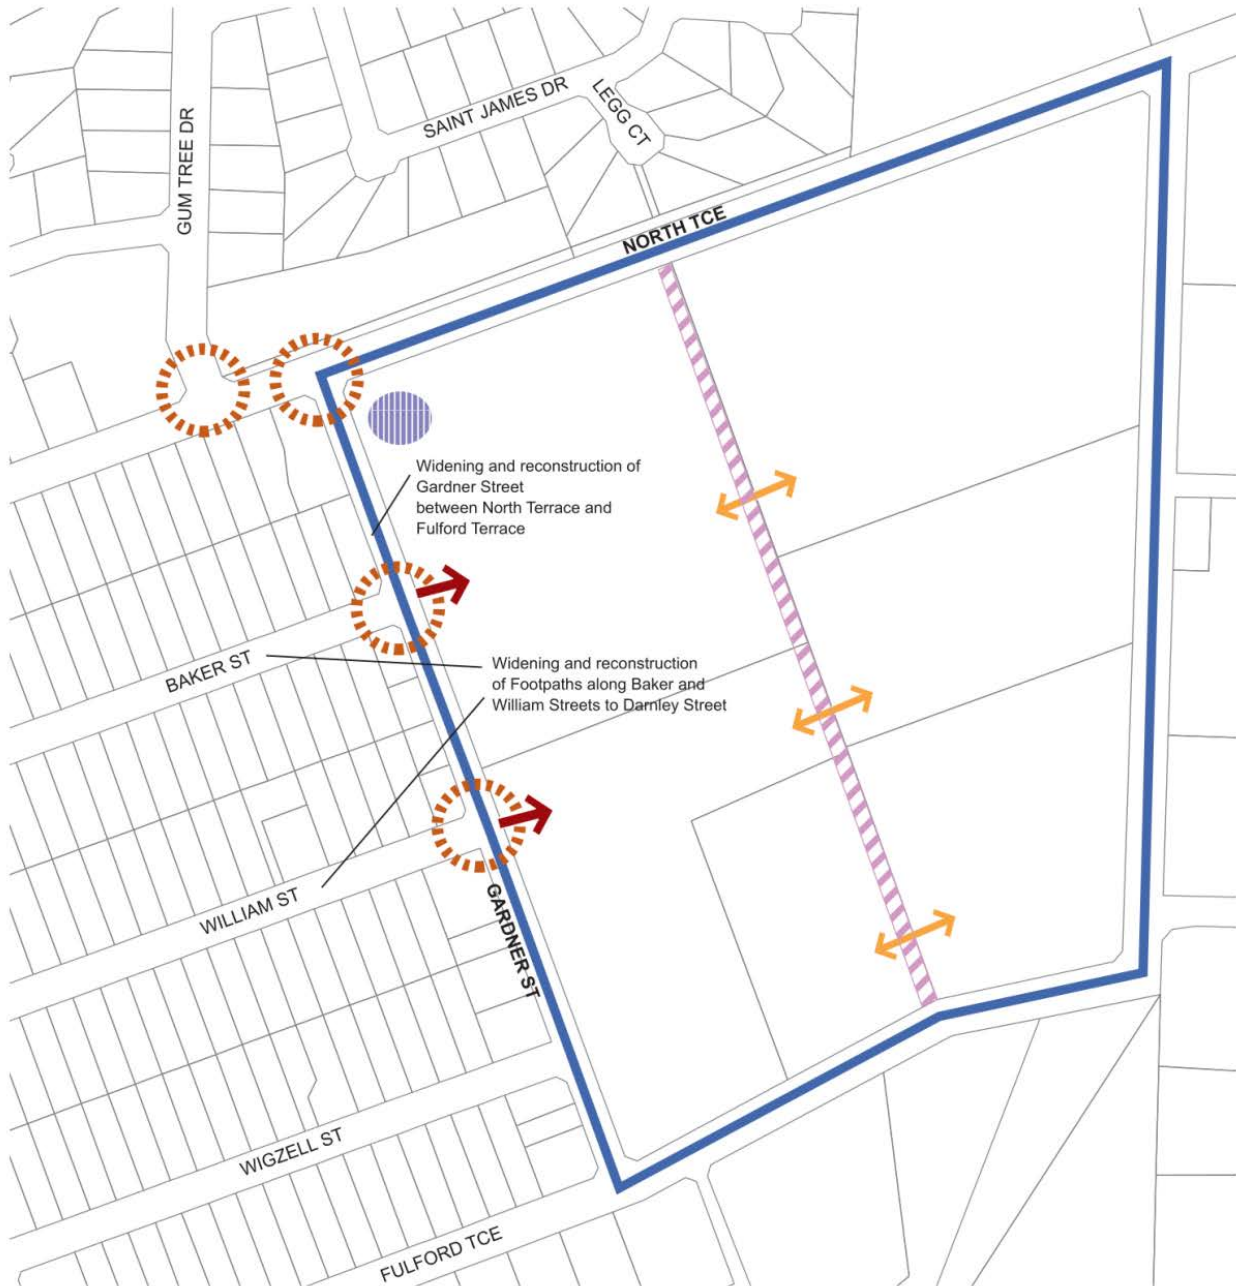 GUM TREE DR
SAINT JAMES DR
LEGG CT
NORTH TCE
Widening and reconstruction of
Gardner Street
between North Terrace and
Fulford Terrace
BAKER ST
Widening and reconstruction
of Footpaths along Baker and
William Streets to Darnley Street
WILLIAM ST
GARDNER ST
WIGZELL ST
FULFORD TCE